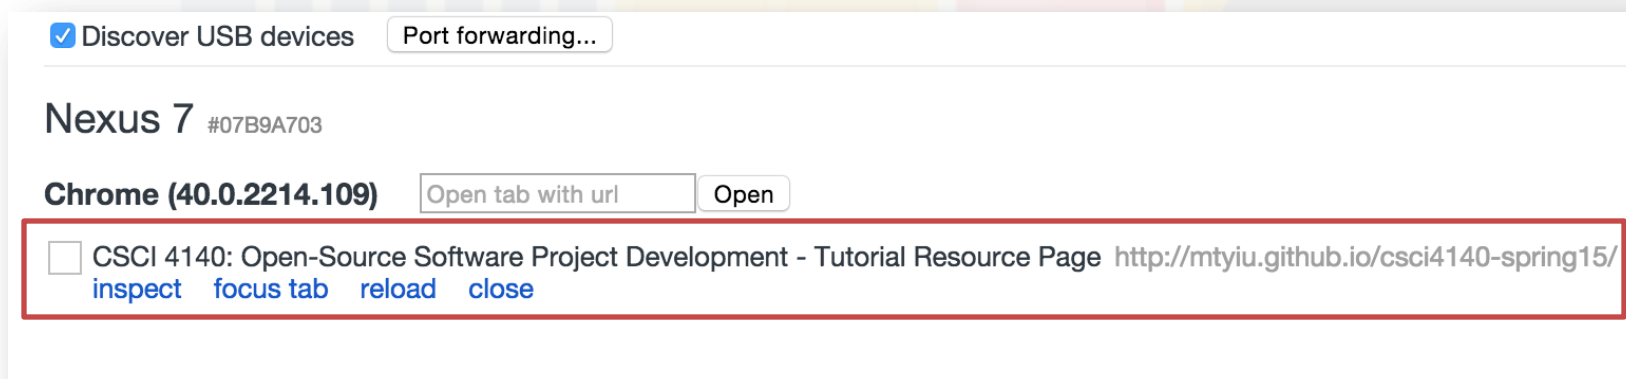 Discover USB devices Port forwarding...
Nexus 7 #07B9A703
Chrome (40.0.2214.109) Open tab with url Open
CSCI 4140: Open-Source Software Project Development - Tutorial Resource Page http://mtyiu.github.io/csci4140-spring15/
inspect focus tab reload close